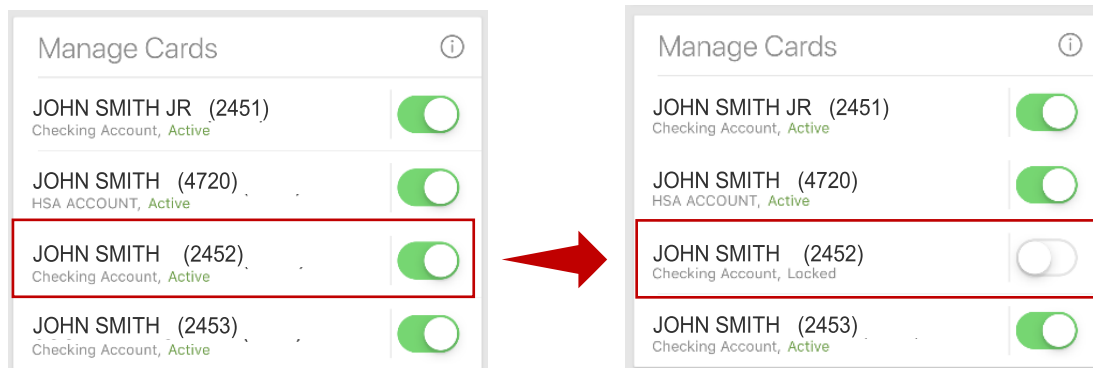 Manage Cards
JOHN SMITH JR (2451)
Checking Account, Active
JOHN SMITH (4720)
HSA ACCOUNT, Active
JOHN SMITH (2452)
Checking Account, Active
JOHN SMITH (2453)
Checking Account, Active
Manage Cards
JOHN SMITH JR (2451)
Checking Account, Active
JOHN SMITH (4720)
HSA ACCOUNT, Active
JOHN SMITH (2452)
Checking Account, Locked
JOHN SMITH (2453)
Checking Account, Active